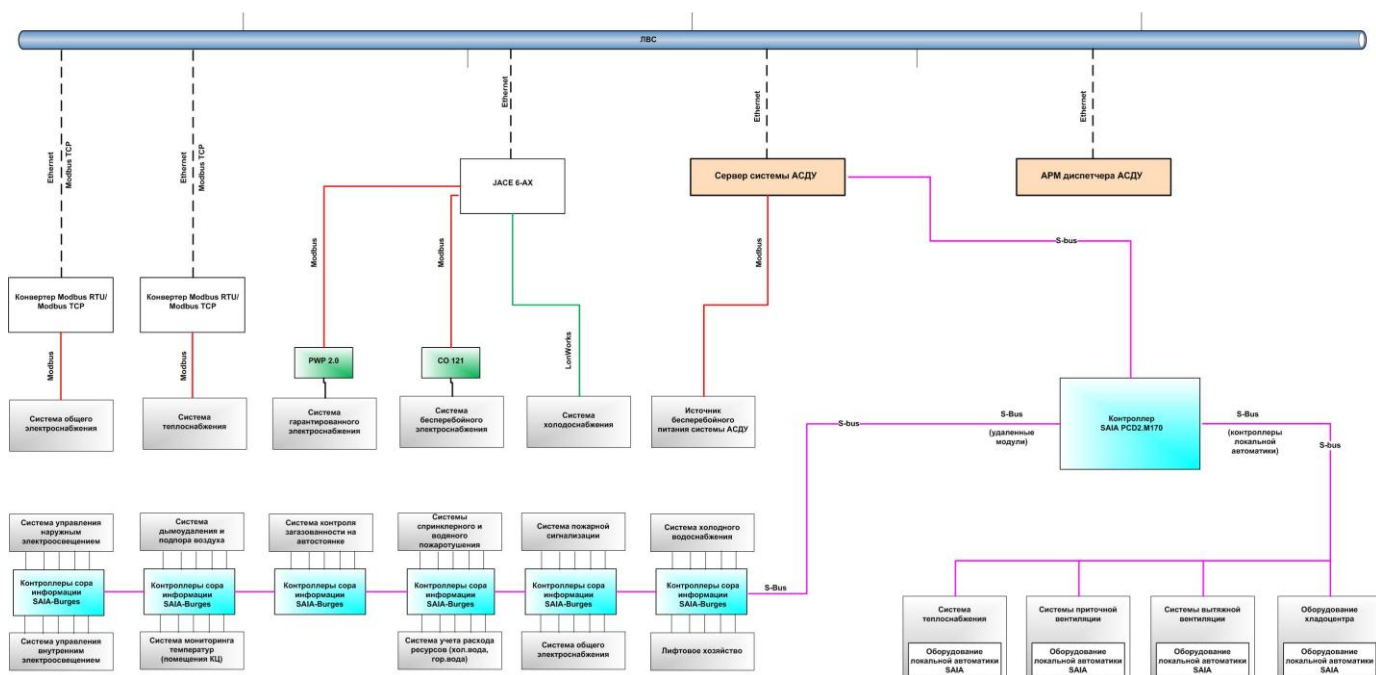 ЛВС
Ethernet
Modbus TCP
Ethernet
Modbus TCP
Ethernet
Ethernet
Ethernet
JACE 6-AX
Сервер системы АСДУ
АРМ диспетчера АСДУ
Modbus
Modbus
Modbus
S-bus
Конвертер Modbus RTU/
Modbus TCP
Конвертер Modbus RTU/
Modbus TCP
Modbus
Modbus
PWP 2.0
CO 121
LonWorks
Система общего
электроснабжения
Система
теплоснабжения
Система
гарантированного
электроснабжения
Система
бесперебойного
электроснабжения
Система
холодоснабжения
Источник
бесперебойного
питания системы АСДУ
S-bus
S-Bus
(удаленные
модули)
Контроллер
SAIA PCD2.M170
S-Bus
(контроллеры
локальной
автоматики)
S-bus
Система управления
наружным
электроосвещением
Система
дымоудаления и
подпора воздуха
Система контроля
загазованности на
автостоянке
Системы
спринклерного и
водяного
пожаротушения
Система пожарной
сигнализации
Система холодного
водоснабжения
Контроллеры сора
информации
SAIA-Burges
Контроллеры сора
информации
SAIA-Burges
Контроллеры сора
информации
SAIA-Burges
Контроллеры сора
информации
SAIA-Burges
Контроллеры сора
информации
SAIA-Burges
Контроллеры сора
информации
SAIA-Burges
S-Bus
Система управления
внутренним
электроосвещением
Система мониторинга
температур
(помещения КЦ)
Система учета расхода
ресурсов (хол.вода,
гор.вода)
Система общего
электроснабжения
Лифтовое хозяйство
Система
теплоснабжения
Оборудование
локальной автоматики
SAIA
Системы приточной
вентиляции
Оборудование
локальной автоматики
SAIA
Системы вытяжной
вентиляции
Оборудование
локальной автоматики
SAIA
Оборудование
хладоцентра
Оборудование
локальной автоматики
SAIA